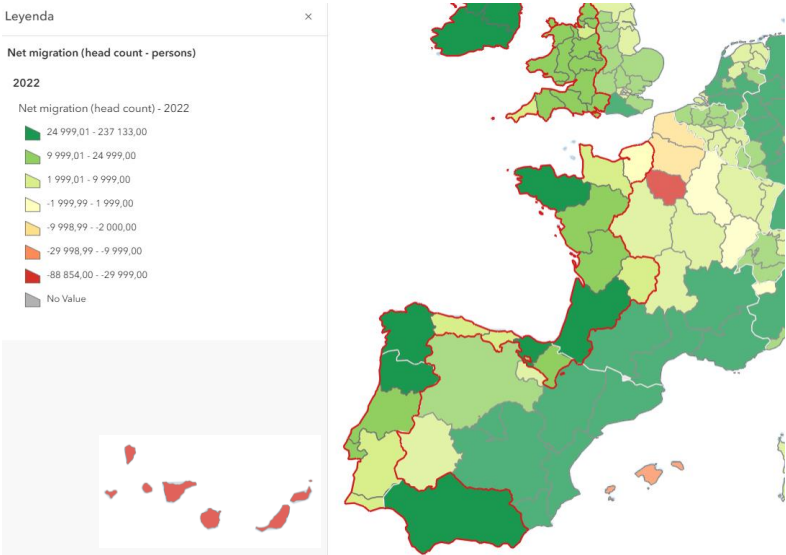 Leyenda ×
Net migration (head count - persons)
2022
Net migration (head count) - 2022
24 999,01 - 237 133,00
9 999,01 - 24 999,00
1 999,01 - 9 999,00
-1 999,99 - 1 999,00
-9 998,99 - -2 000,00
-29 998,99 - -9 999,00
-88 854,00 - -29 999,00
No Value